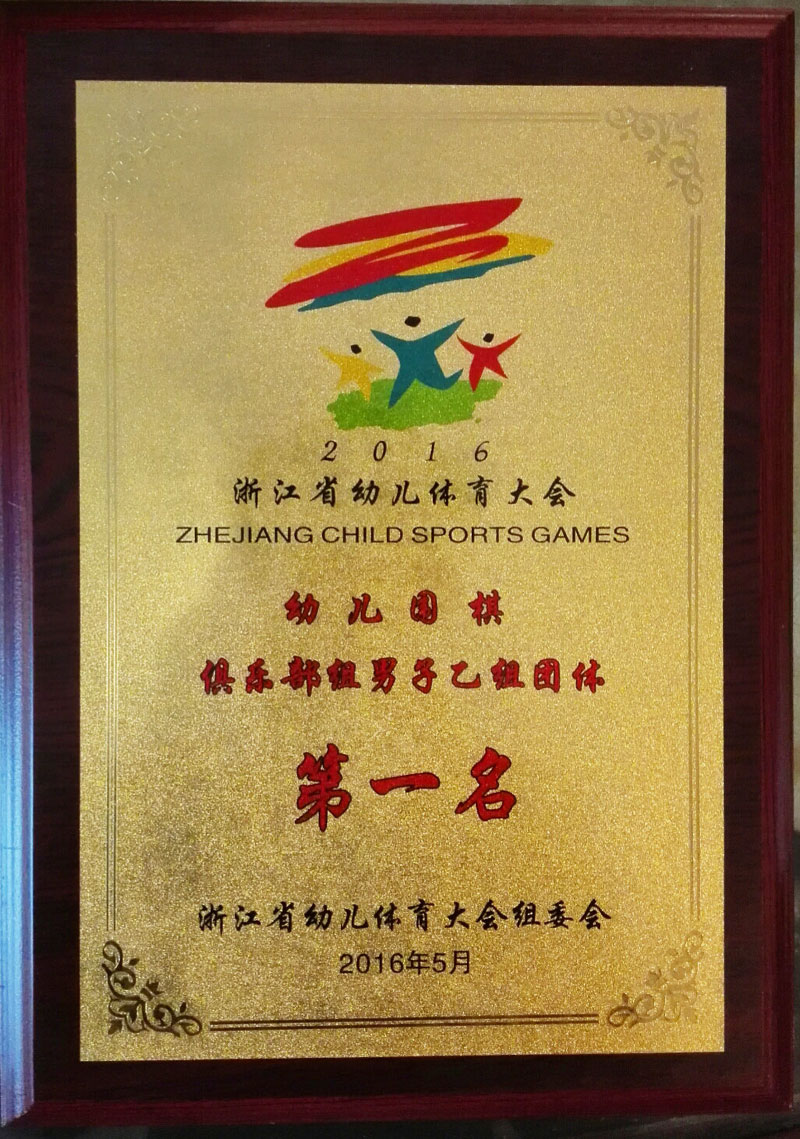 2016
浙江省幼儿体育大会
ZHEJIANG CHILD SPORTS GAMES
幼儿围棋
俱乐部组男子乙组团体
第一名
浙江省幼儿体育大会组委会
2016年5月